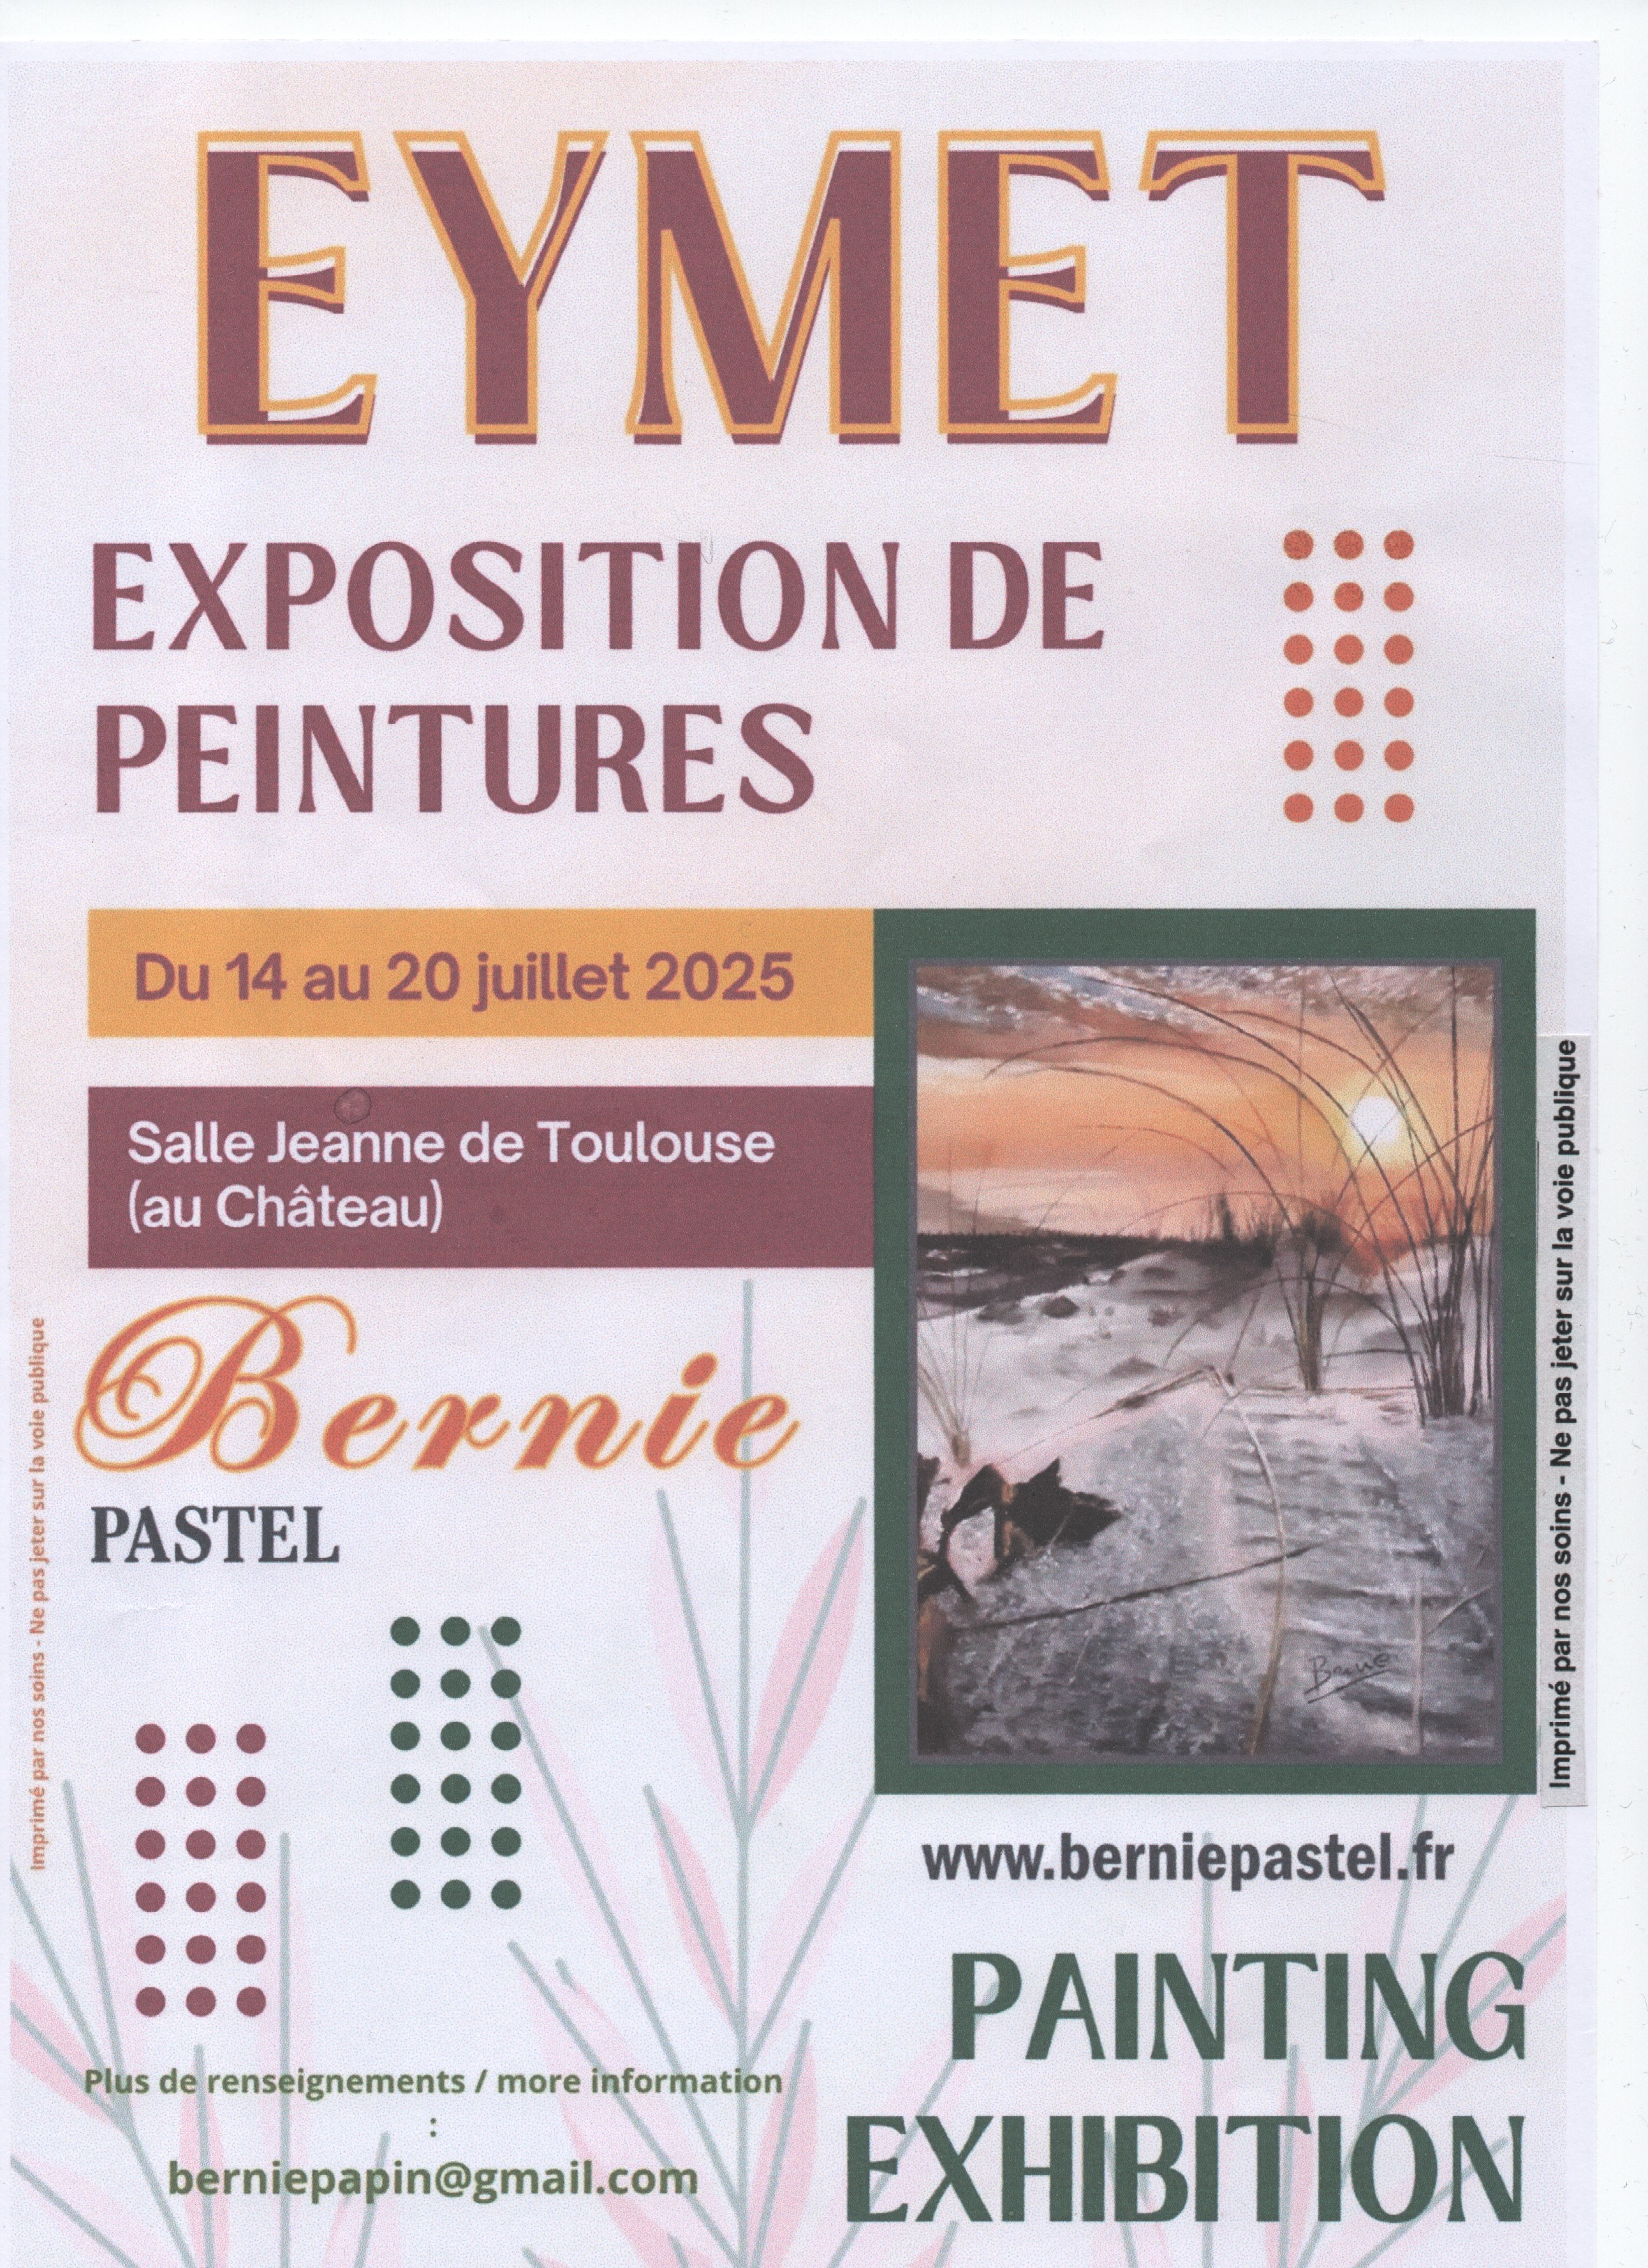 EYMET
EXPOSITION DE
PEINTURES
Du 14 au 20 juillet 2025
Salle Jeanne de Toulouse
(au Château)
Bernie
PASTEL
Bernie
Imprimé par nos soins - Ne pas jeter sur la voie publique
Imprimé par nos soins - Ne pas jeter sur la voie publique
www.berniepastel.fr
PAINTING
EXHIBITION
Plus de renseignements / more information
:
berniepapin@gmail.com